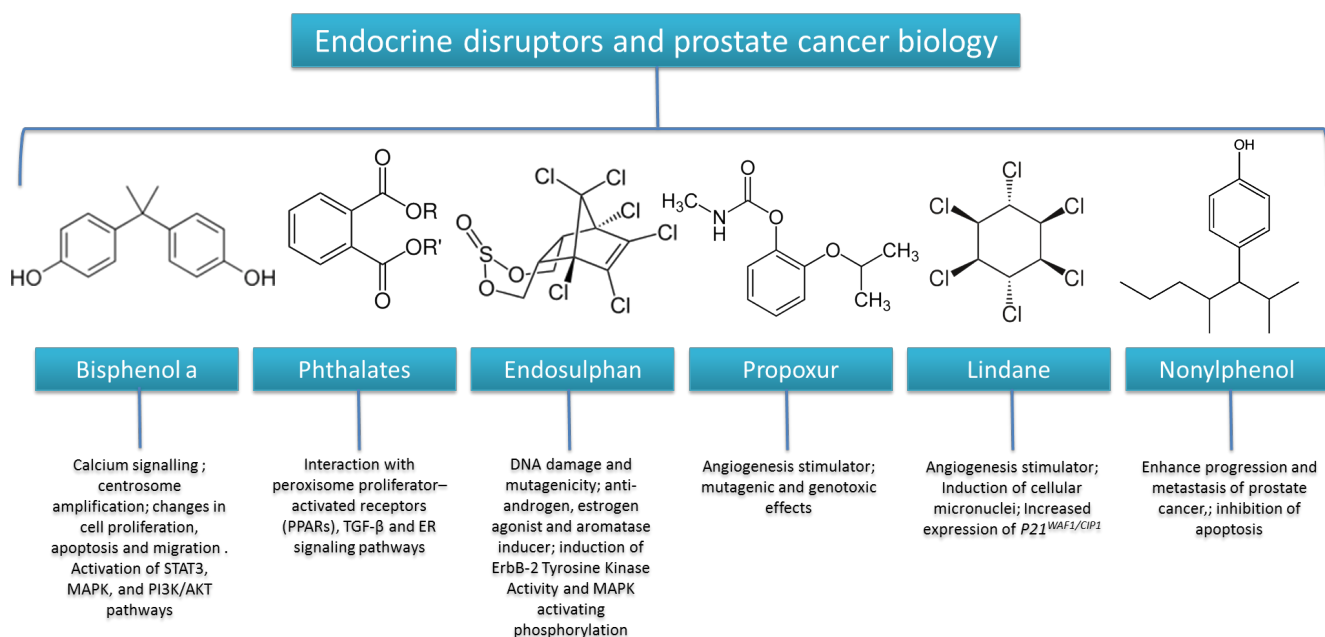 Endocrine disruptors and prostate cancer biology
HO
OH
O
OR
OR'
O
O
S
O
O
Cl
Cl
Cl
Cl
Cl
Cl
H3C
N
H
O
O
O
CH3
CH3
Cl
Cl
Cl
Cl
Cl
Cl
OH
Bisphenol a
Phthalates
Endosulphan
Propoxur
Lindane
Nonylphenol
Calcium signalling ;
centrosome
amplification; changes in
cell proliferation,
apoptosis and migration .
Activation of STAT3,
MAPK, and PI3K/AKT
pathways
Interaction with
peroxisome proliferator–
activated receptors
(PPARs), TGF-β and ER
signaling pathways
DNA damage and
mutagenicity; anti-
androgen, estrogen
agonist and aromatase
inducer; induction of
ErbB-2 Tyrosine Kinase
Activity and MAPK
activating
phosphorylation
Angiogenesis stimulator;
mutagenic and genotoxic
effects
Angiogenesis stimulator;
Induction of cellular
micronuclei; Increased
expression of P21WAF1/CIP1
Enhance progression and
metastasis of prostate
cancer,; inhibition of
apoptosis